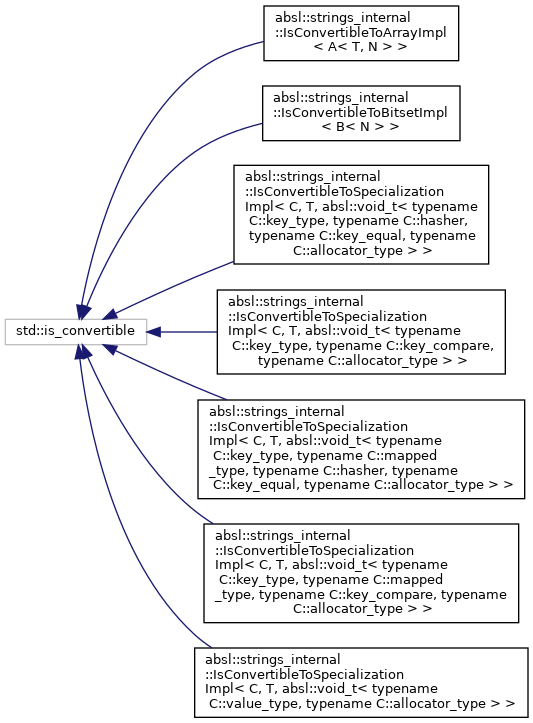 absl::strings_internal
::IsConvertibleToArrayImpl
< A< T, N > >
absl::strings_internal
::IsConvertibleToBitsetImpl
< B< N > >
absl::strings_internal
::IsConvertibleToSpecialization
Impl< C, T, absl::void_t< typename
C::key_type, typename C::hasher,
typename C::key_equal, typename
C::allocator_type > >
std::is_convertible
absl::strings_internal
::IsConvertibleToSpecialization
Impl< C, T, absl::void_t< typename
C::key_type, typename C::key_compare,
typename C::allocator_type > >
absl::strings_internal
::IsConvertibleToSpecialization
Impl< C, T, absl::void_t< typename
C::key_type, typename C::mapped
_type, typename C::hasher, typename
C::key_equal, typename C::allocator_type > >
absl::strings_internal
::IsConvertibleToSpecialization
Impl< C, T, absl::void_t< typename
C::key_type, typename C::mapped
_type, typename C::key_compare, typename
C::allocator_type > >
absl::strings_internal
::IsConvertibleToSpecialization
Impl< C, T, absl::void_t< typename
C::value_type, typename C::allocator_type > >